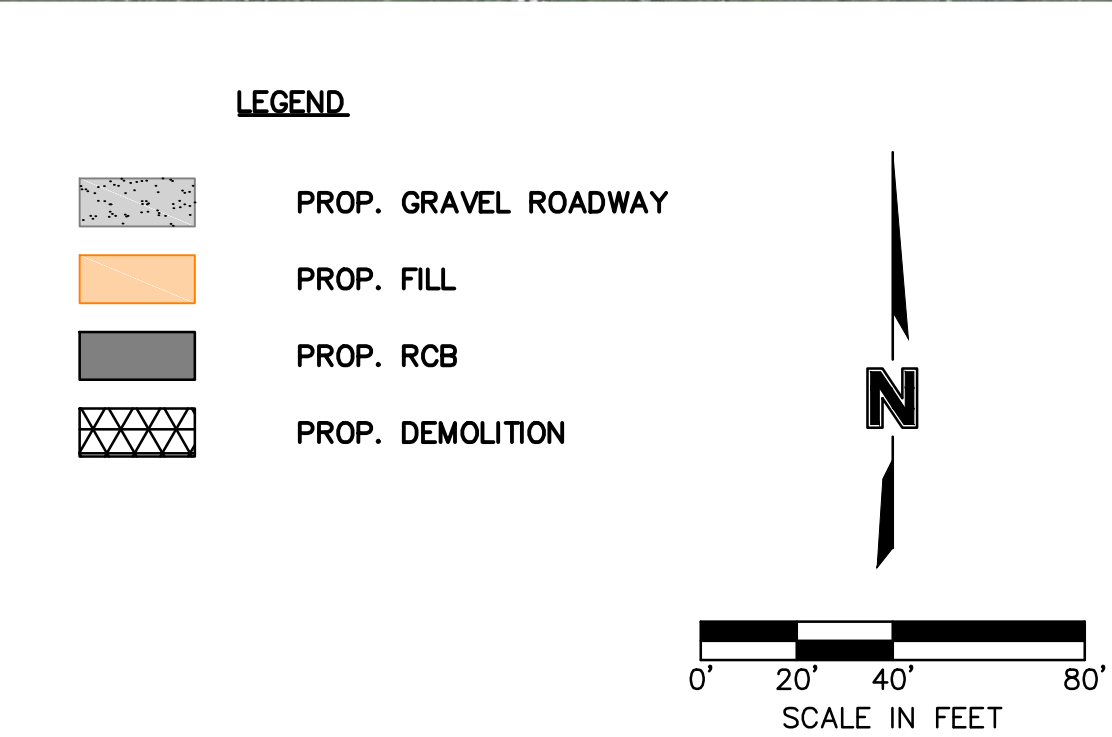 LEGEND
PROP. GRAVEL ROADWAY
PROP. FILL
PROP. RCB
PROP. DEMOLITION
N
0' 20' 40' 80'
SCALE IN FEET